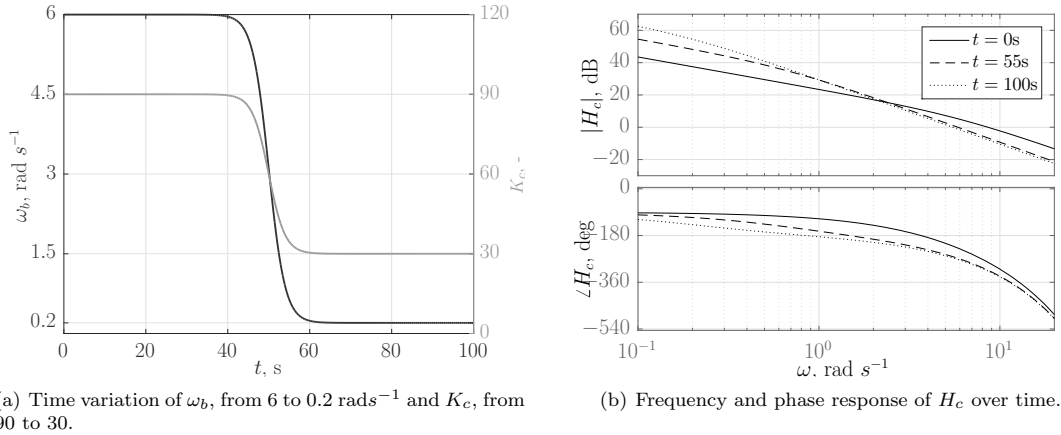 6
4.5
3
1.5
0.2
ω_b, rad s⁻¹
120
90
60
30
0
K_c, -
0 20 40 60 80 100
t, s
a) Time variation of ω_b, from 6 to 0.2 rads⁻¹ and K_c, from
90 to 30.
60
40
20
0
−20
|H_c|, dB
t = 0s
t = 55s
t = 100s
0
−180
−360
−540
∠H_c, deg
10⁻¹ 10⁰ 10¹
ω, rad s⁻¹
(b) Frequency and phase response of H_c over time.